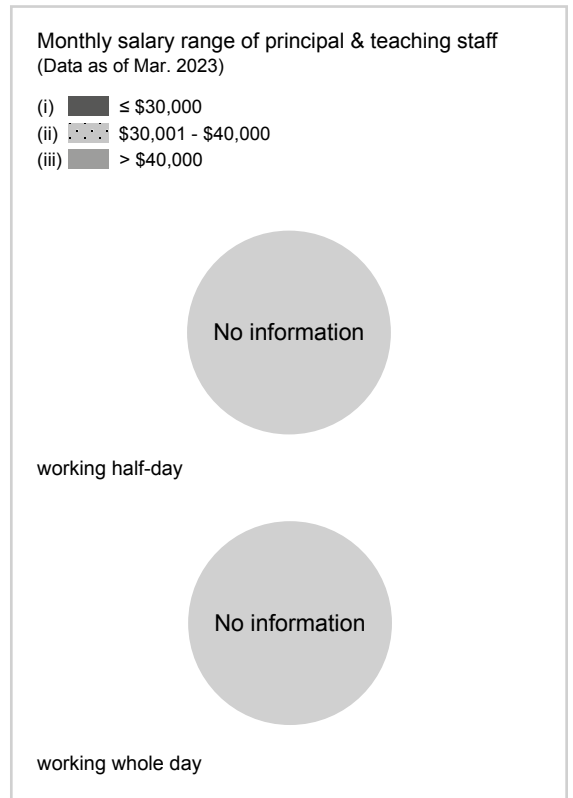 Monthly salary range of principal & teaching staff
(Data as of Mar. 2023)
(i) ≤ $30,000
(ii) $30,001 - $40,000
(iii) > $40,000
No information
working half-day
No information
working whole day